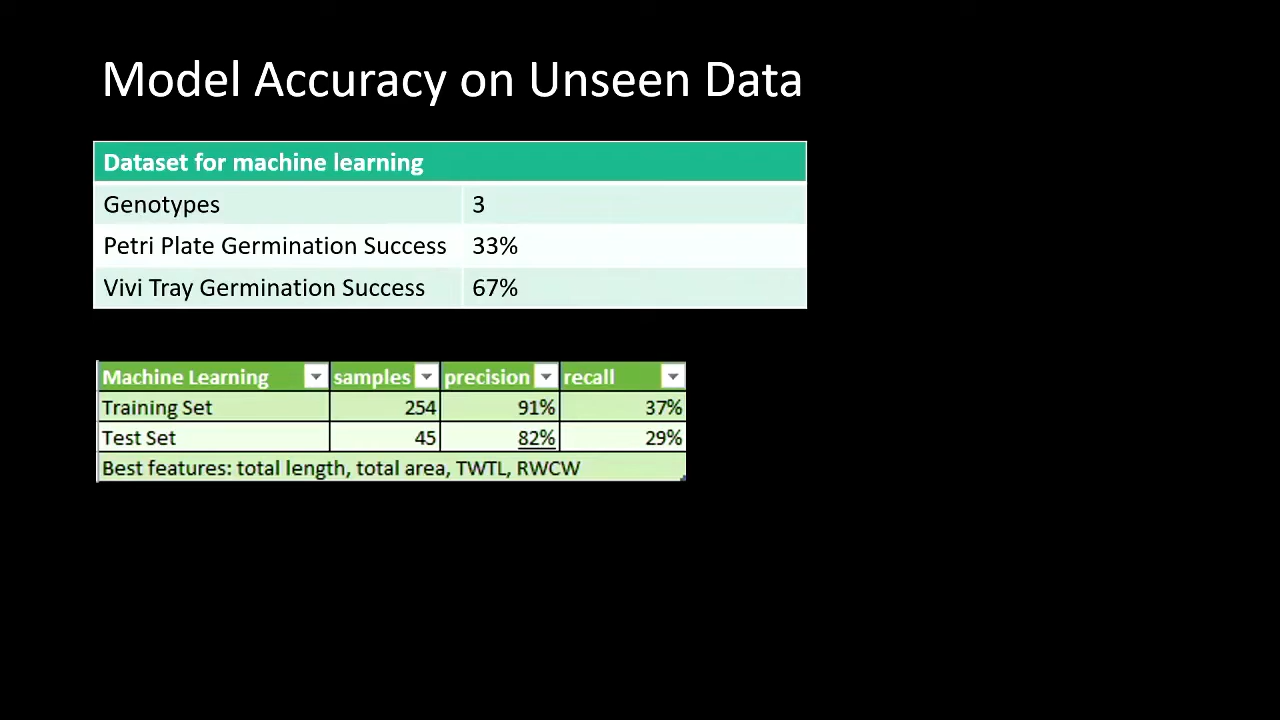 Model Accuracy on Unseen Data
Dataset for machine learning
Genotypes 3
Petri Plate Germination Success 33%
Vivi Tray Germination Success 67%
Machine Learning samples precision recall
Training Set 254 91% 37%
Test Set 45 82% 29%
Best features: total length, total area, TWTL, RWCW